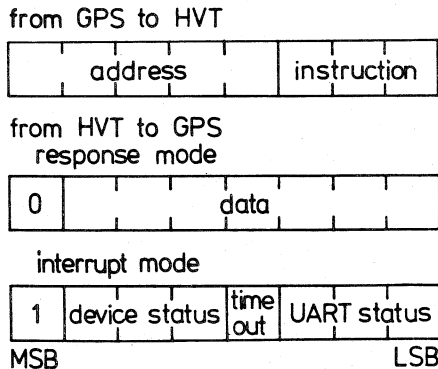 from GPS to HVT
address instruction
from HVT to GPS
response mode
0 data
interrupt mode
1 device status time out UART status
MSB LSB